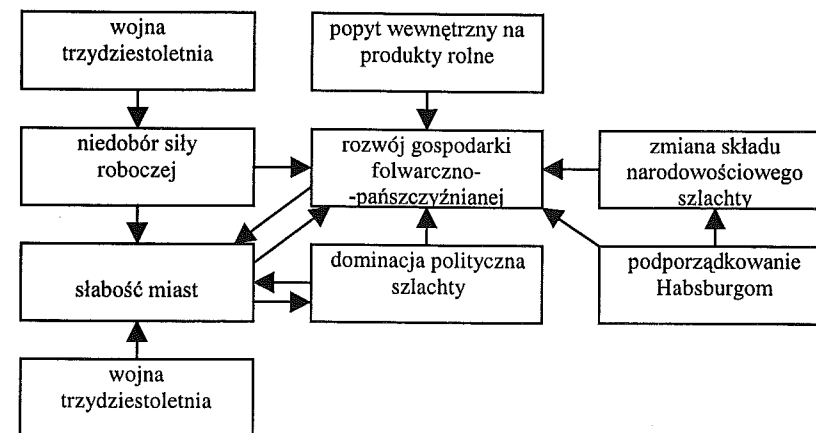 wojna
trzydziestoletnia
popyt wewnętrzny na
produkty rolne
niedobór siły
roboczej
rozwój gospodarki
folwarczno-
-pańszczyźnianej
zmiana składu
narodowościowego
szlachty
słabość miast
dominacja polityczna
szlachty
podporządkowanie
Habsburgom
wojna
trzydziestoletnia